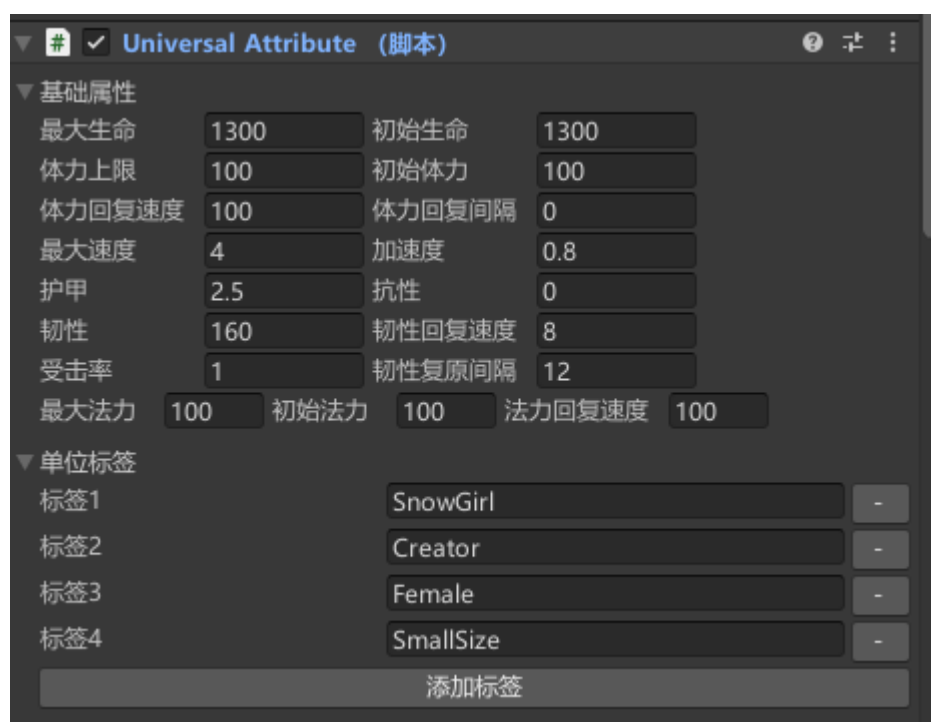 # Universal Attribute （脚本）
基础属性
最大生命 1300 初始生命 1300
体力上限 100 初始体力 100
体力回复速度 100 体力回复间隔 0
最大速度 4 加速度 0.8
护甲 2.5 抗性 0
韧性 160 韧性回复速度 8
受击率 1 韧性复原间隔 12
最大法力 100 初始法力 100 法力回复速度 100
单位标签
标签1 SnowGirl -
标签2 Creator -
标签3 Female -
标签4 SmallSize -
添加标签